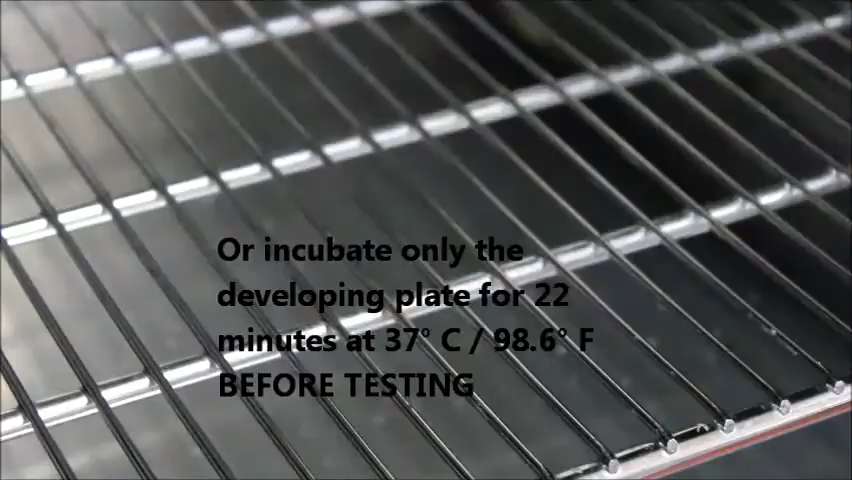 Or incubate only the
developing plate for 22
minutes at 37° C / 98.6° F
BEFORE TESTING